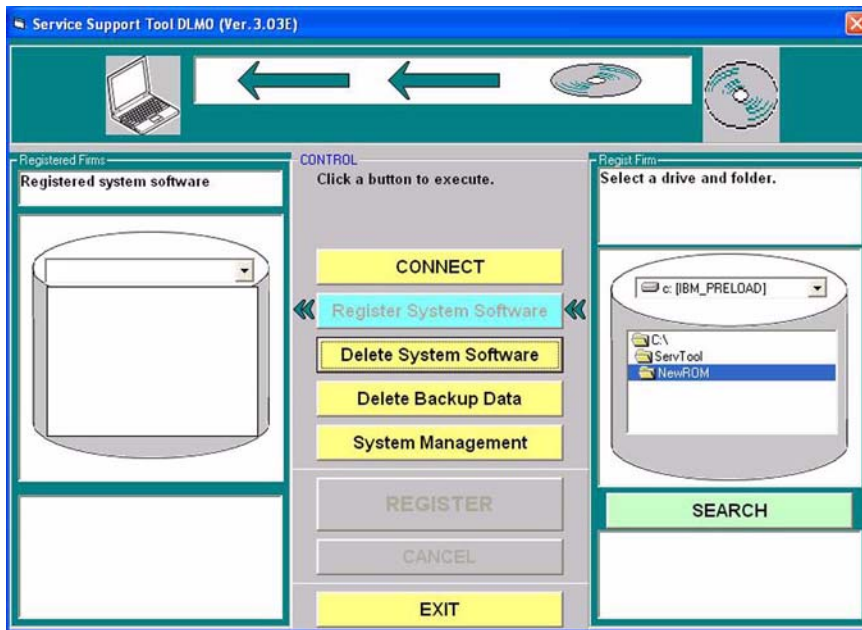 Service Support Tool DLMO (Ver.3.03E)
Registered Firms
Registered system software
CONTROL
Click a button to execute.
CONNECT
Register System Software
Delete System Software
Delete Backup Data
System Management
REGISTER
CANCEL
EXIT
Regist Firm
Select a drive and folder.
c: [IBM_PRELOAD]
C:\
ServTool
NewROM
SEARCH